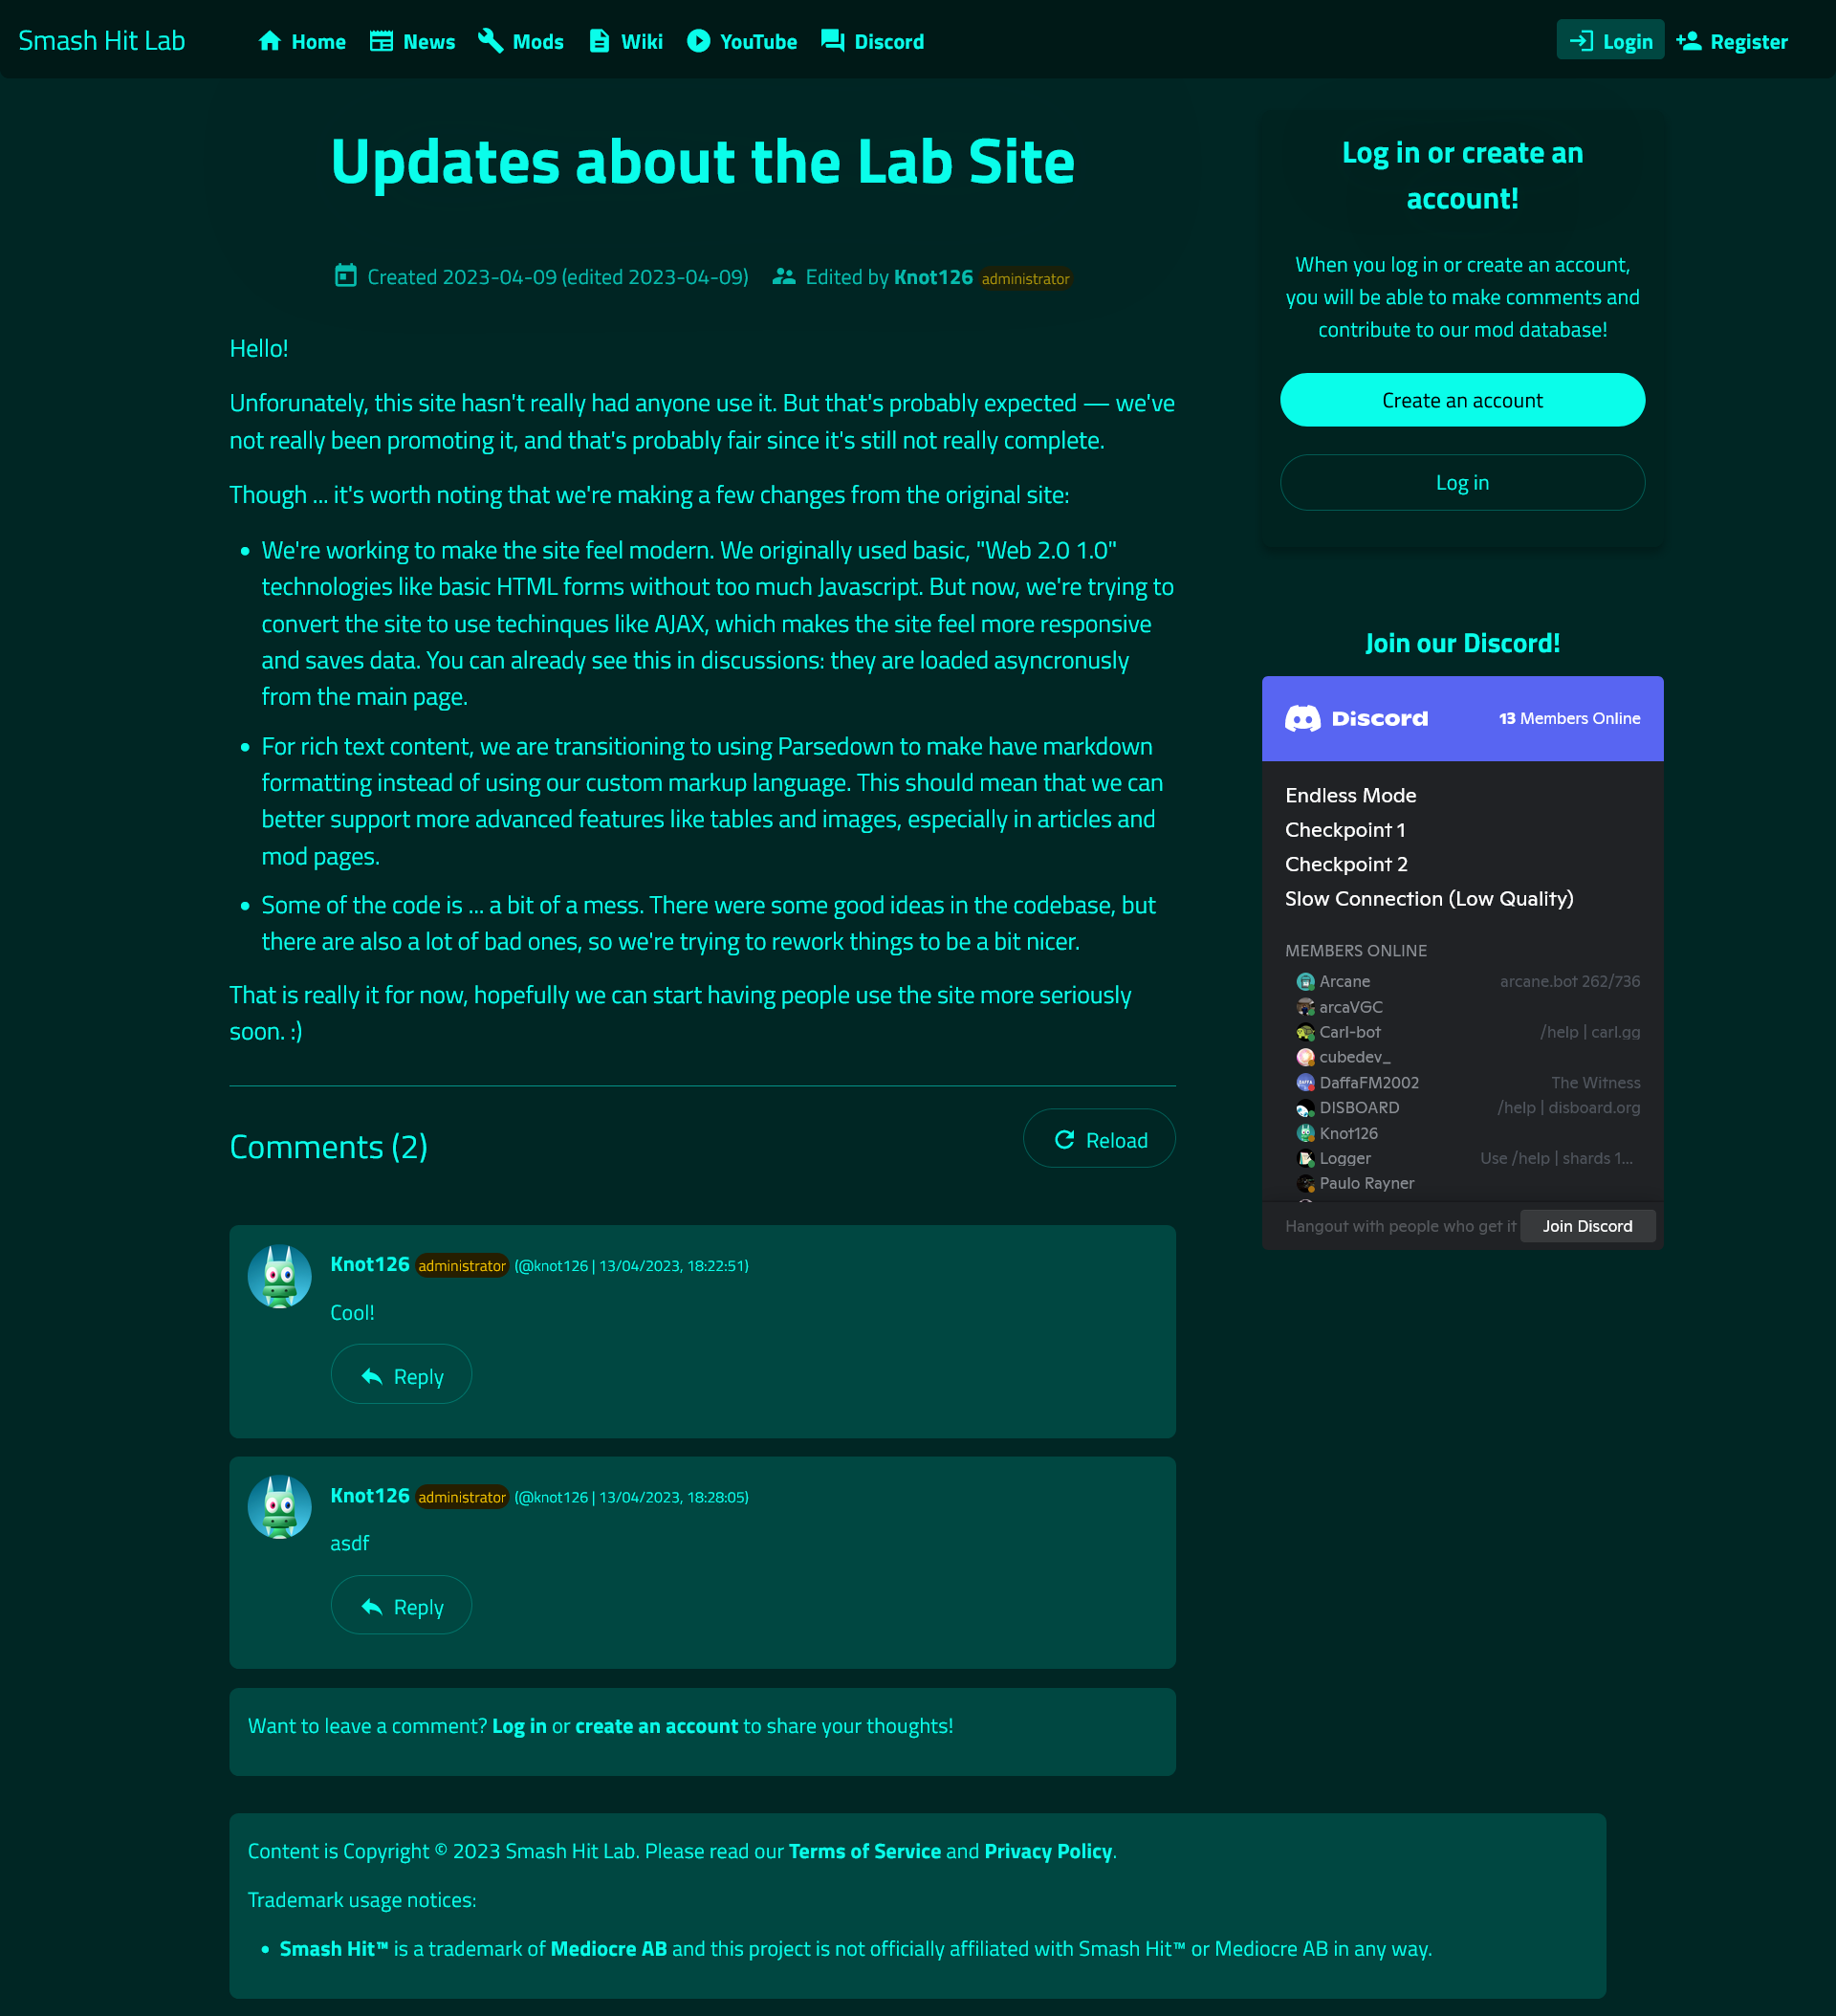 Smash Hit Lab
Home
News
Mods
Wiki
YouTube
Discord
Login
Register
Updates about the Lab Site
Created 2023-04-09 (edited 2023-04-09)
Edited by Knot126 administrator
Hello!
Unforunately, this site hasn't really had anyone use it. But that's probably expected — we've
not really been promoting it, and that's probably fair since it's still not really complete.
Though ... it's worth noting that we're making a few changes from the original site:
• We're working to make the site feel modern. We originally used basic, "Web 2.0 1.0"
technologies like basic HTML forms without too much Javascript. But now, we're trying to
convert the site to use techinques like AJAX, which makes the site feel more responsive
and saves data. You can already see this in discussions: they are loaded asyncronusly
from the main page.
• For rich text content, we are transitioning to using Parsedown to make have markdown
formatting instead of using our custom markup language. This should mean that we can
better support more advanced features like tables and images, especially in articles and
mod pages.
• Some of the code is ... a bit of a mess. There were some good ideas in the codebase, but
there are also a lot of bad ones, so we're trying to rework things to be a bit nicer.
That is really it for now, hopefully we can start having people use the site more seriously
soon. :)
Comments (2)
Reload
Knot126 administrator (@knot126 | 13/04/2023, 18:22:51)
Cool!
Reply
Knot126 administrator (@knot126 | 13/04/2023, 18:28:05)
asdf
Reply
Want to leave a comment? Log in or create an account to share your thoughts!
Log in or create an
account!
When you log in or create an account,
you will be able to make comments and
contribute to our mod database!
Create an account
Log in
Join our Discord!
Discord
13 Members Online
Endless Mode
Checkpoint 1
Checkpoint 2
Slow Connection (Low Quality)
MEMBERS ONLINE
Arcane arcane.bot 262/736
arcaVGC
Carl-bot /help | carl.gg
cubedev_
DaffaFM2002 The Witness
DISBOARD /help | disboard.org
Knot126
Logger Use /help | shards 1...
Paulo Rayner
Hangout with people who get it
Join Discord
Content is Copyright © 2023 Smash Hit Lab. Please read our Terms of Service and Privacy Policy.
Trademark usage notices:
• Smash Hit™ is a trademark of Mediocre AB and this project is not officially affiliated with Smash Hit™ or Mediocre AB in any way.